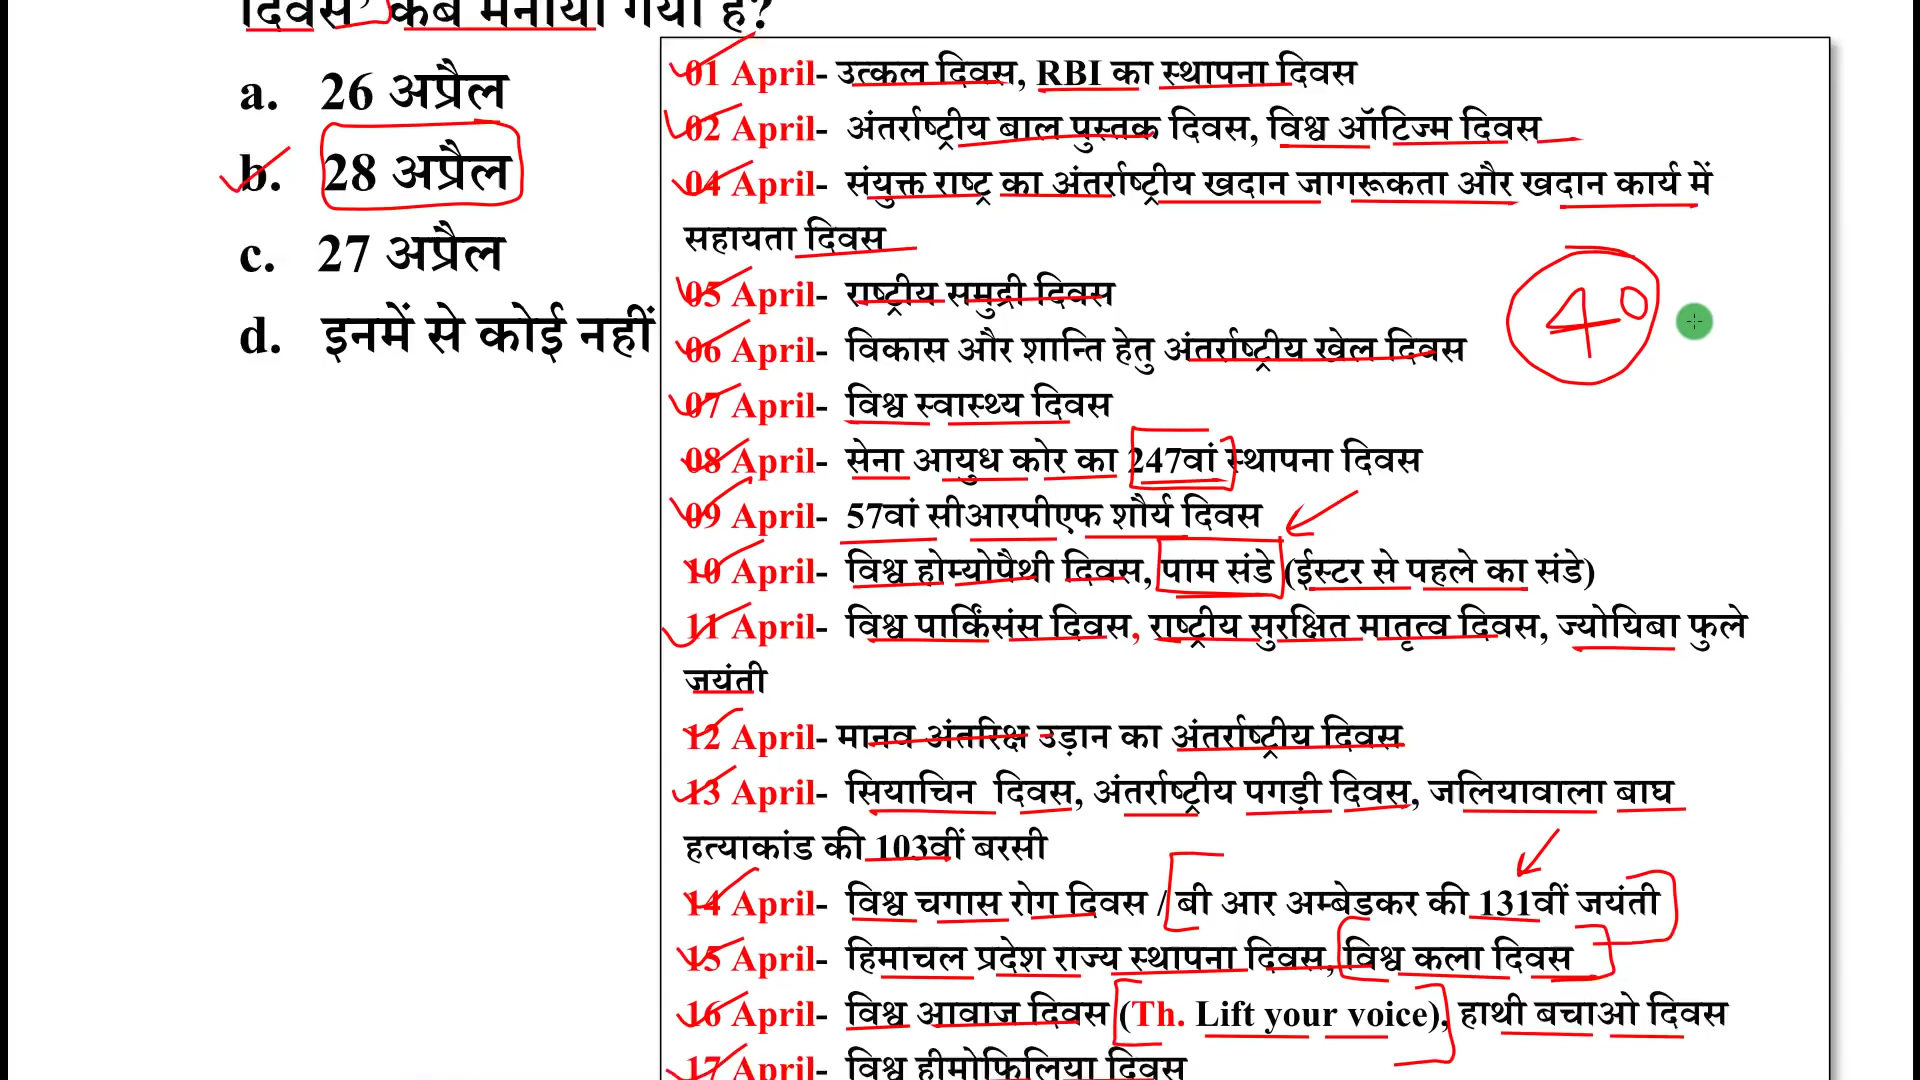 दिवस’ कब मनाया गया है?
a. 26 अप्रैल
b. 28 अप्रैल
c. 27 अप्रैल
d. इनमें से कोई नहीं
01 April- उत्कल दिवस, RBI का स्थापना दिवस
02 April- अंतर्राष्ट्रीय बाल पुस्तक दिवस, विश्व ऑटिज्म दिवस
04 April- संयुक्त राष्ट्र का अंतर्राष्ट्रीय खदान जागरूकता और खदान कार्य में
सहायता दिवस
05 April- राष्ट्रीय समुद्री दिवस
06 April- विकास और शान्ति हेतु अंतर्राष्ट्रीय खेल दिवस
07 April- विश्व स्वास्थ्य दिवस
08 April- सेना आयुध कोर का 247वां स्थापना दिवस
09 April- 57वां सीआरपीएफ शौर्य दिवस
10 April- विश्व होम्योपैथी दिवस, पाम संडे (ईस्टर से पहले का संडे)
11 April- विश्व पार्किंसंस दिवस, राष्ट्रीय सुरक्षित मातृत्व दिवस, ज्योयिबा फुले
जयंती
12 April- मानव अंतरिक्ष उड़ान का अंतर्राष्ट्रीय दिवस
13 April- सियाचिन दिवस, अंतर्राष्ट्रीय पगड़ी दिवस, जलियावाला बाघ
हत्याकांड की 103वीं बरसी
14 April- विश्व चगास रोग दिवस / बी आर अम्बेडकर की 131वीं जयंती
15 April- हिमाचल प्रदेश राज्य स्थापना दिवस, विश्व कला दिवस
16 April- विश्व आवाज दिवस (Th. Lift your voice), हाथी बचाओ दिवस
17 April- विश्व हीमोफिलिया दिवस
40